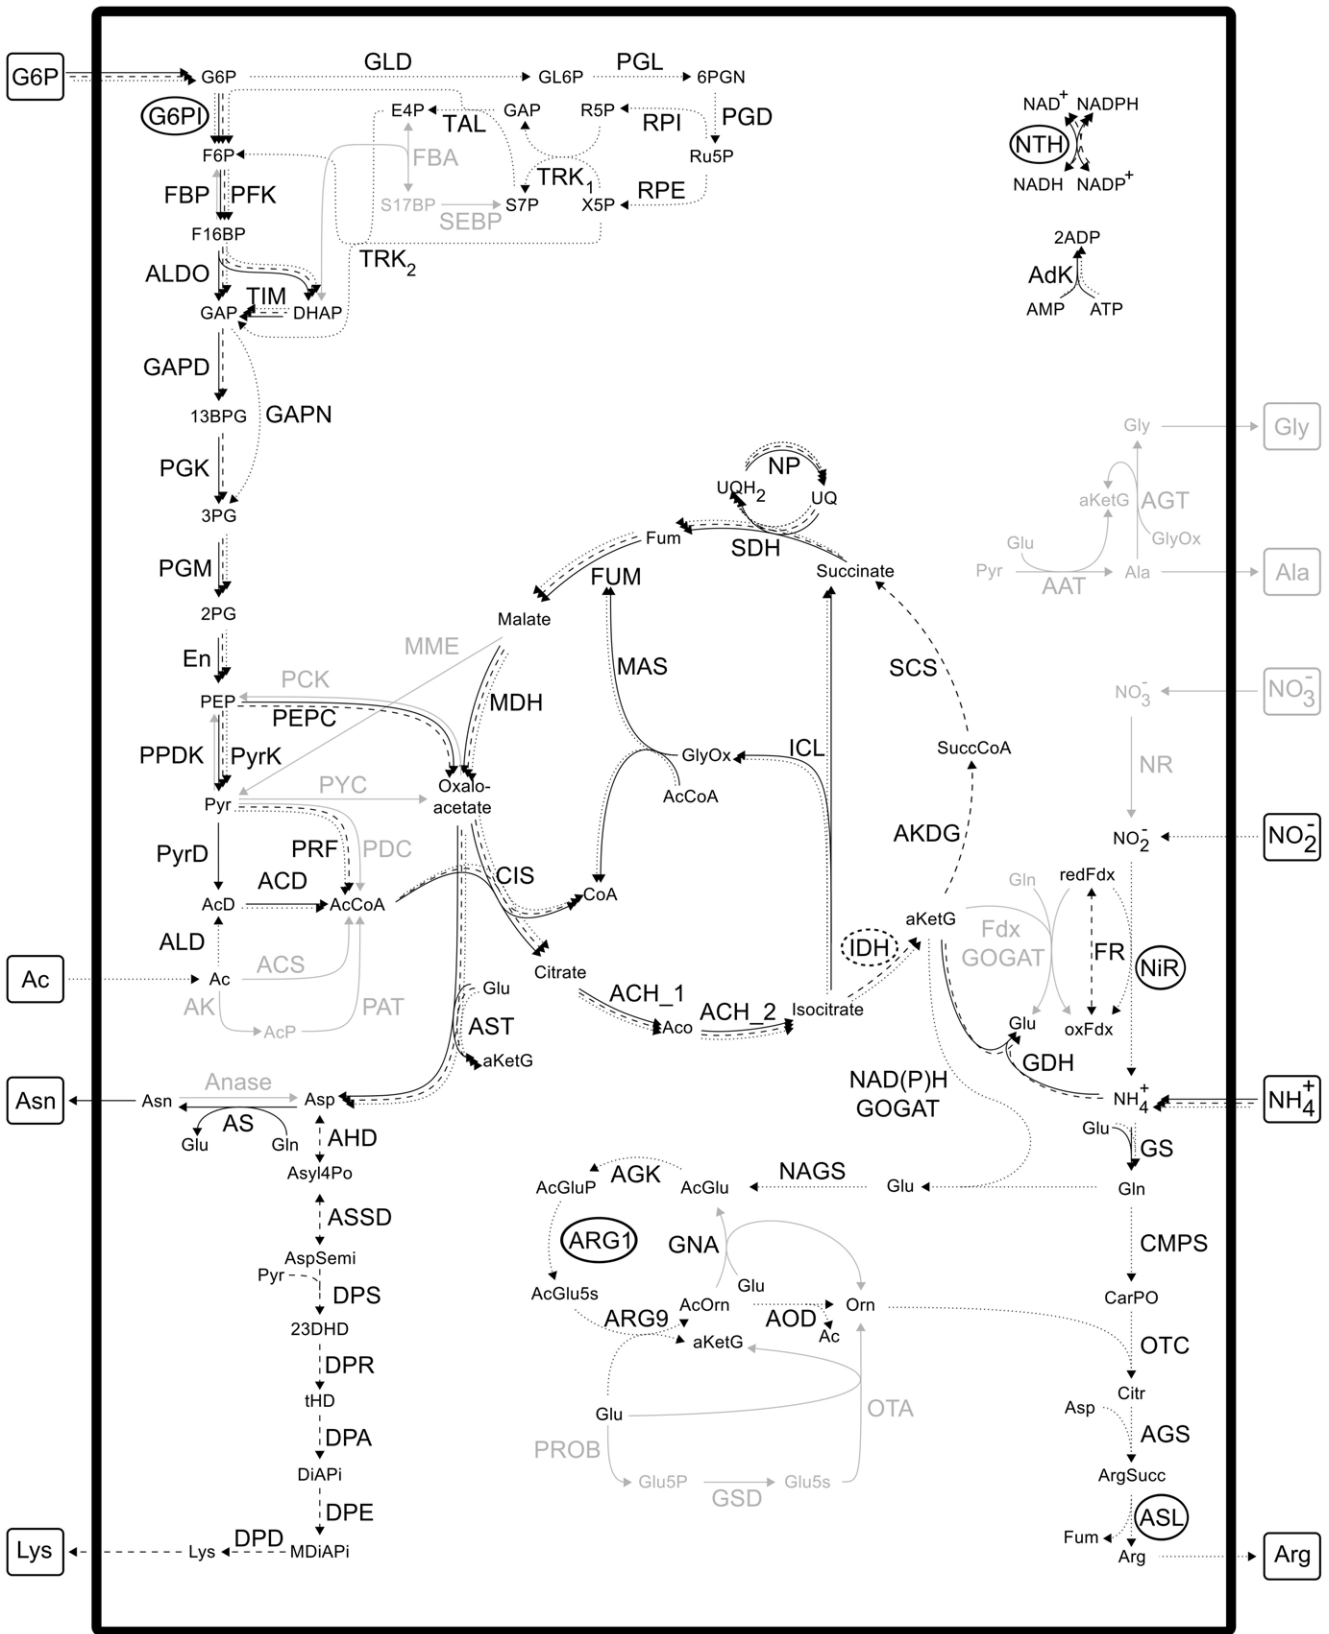 G6P
G6P
GLD
GL6P
PGL
6PGN
G6PI
E4P
TAL
GAP
R5P
RPI
PGD
NAD+
NADPH
NTH
NADH
NADP+
F6P
FBA
TRK1
Ru5P
FBP
PFK
S17BP
SEBP
S7P
X5P
RPE
F16BP
TRK2
2ADP
AdK
AMP
ATP
ALDO
TIM
GAP
DHAP
GAPD
13BPG
GAPN
PGK
3PG
PGM
2PG
En
PEP
PCK
PEPC
PPDK
PyrK
MME
Pyr
PYC
Oxalo-
acetate
PyrD
PRF
PDC
ACD
AcD
AcCoA
ALD
Ac
Ac
ACS
AK
AcP
PAT
NP
UQH2
UQ
SDH
Fum
Succinate
FUM
Malate
MAS
MDH
SCS
GlyOx
AcCoA
ICL
SuccCoA
AKDG
CIS
CoA
aKetG
IDH
Citrate
ACH_1
Aco
ACH_2
Isocitrate
Glu
AST
aKetG
Gly
Gly
aKetG
AGT
GlyOx
Glu
Pyr
AAT
Ala
Ala
NO3-
NO3-
NR
NO2-
NO2-
Gln
redFdx
Fdx
GOGAT
FR
NiR
Glu
oxFdx
GDH
NH4+
NH4+
NAD(P)H
GOGAT
Glu
GS
Gln
Asn
Asn
Anase
Asp
AS
Glu
Gln
AHD
Asyl4Po
ASSD
AspSemi
Pyr
DPS
23DHD
DPR
tHD
DPA
DiAPi
DPE
MDiAPi
DPD
Lys
Lys
AcGluP
AGK
AcGlu
NAGS
Glu
ARG1
GNA
AcGlu5s
Glu
ARG9
AcOrn
AOD
Ac
Orn
aKetG
Glu
OTA
PROB
Glu5P
GSD
Glu5s
CMPS
CarPO
OTC
Citr
Asp
AGS
ArgSucc
ASL
Fum
Arg
Arg